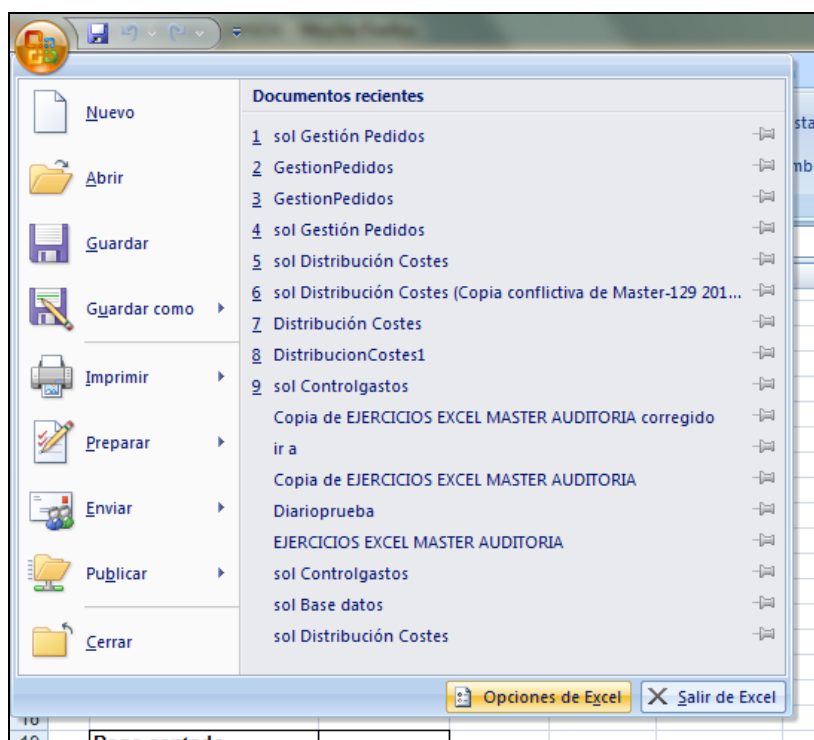 Mozilla Firefox
Nuevo
Abrir
Guardar
Guardar como
Imprimir
Preparar
Enviar
Publicar
Cerrar
Documentos recientes
1 sol Gestión Pedidos
2 GestionPedidos
3 GestionPedidos
4 sol Gestión Pedidos
5 sol Distribución Costes
6 sol Distribución Costes (Copia conflictiva de Master-129 201...
7 Distribución Costes
8 DistribucionCostes1
9 sol Controlgastos
Copia de EJERCICIOS EXCEL MASTER AUDITORIA corregido
ir a
Copia de EJERCICIOS EXCEL MASTER AUDITORIA
Diarioprueba
EJERCICIOS EXCEL MASTER AUDITORIA
sol Controlgastos
sol Base datos
sol Distribución Costes
Opciones de Excel
Salir de Excel